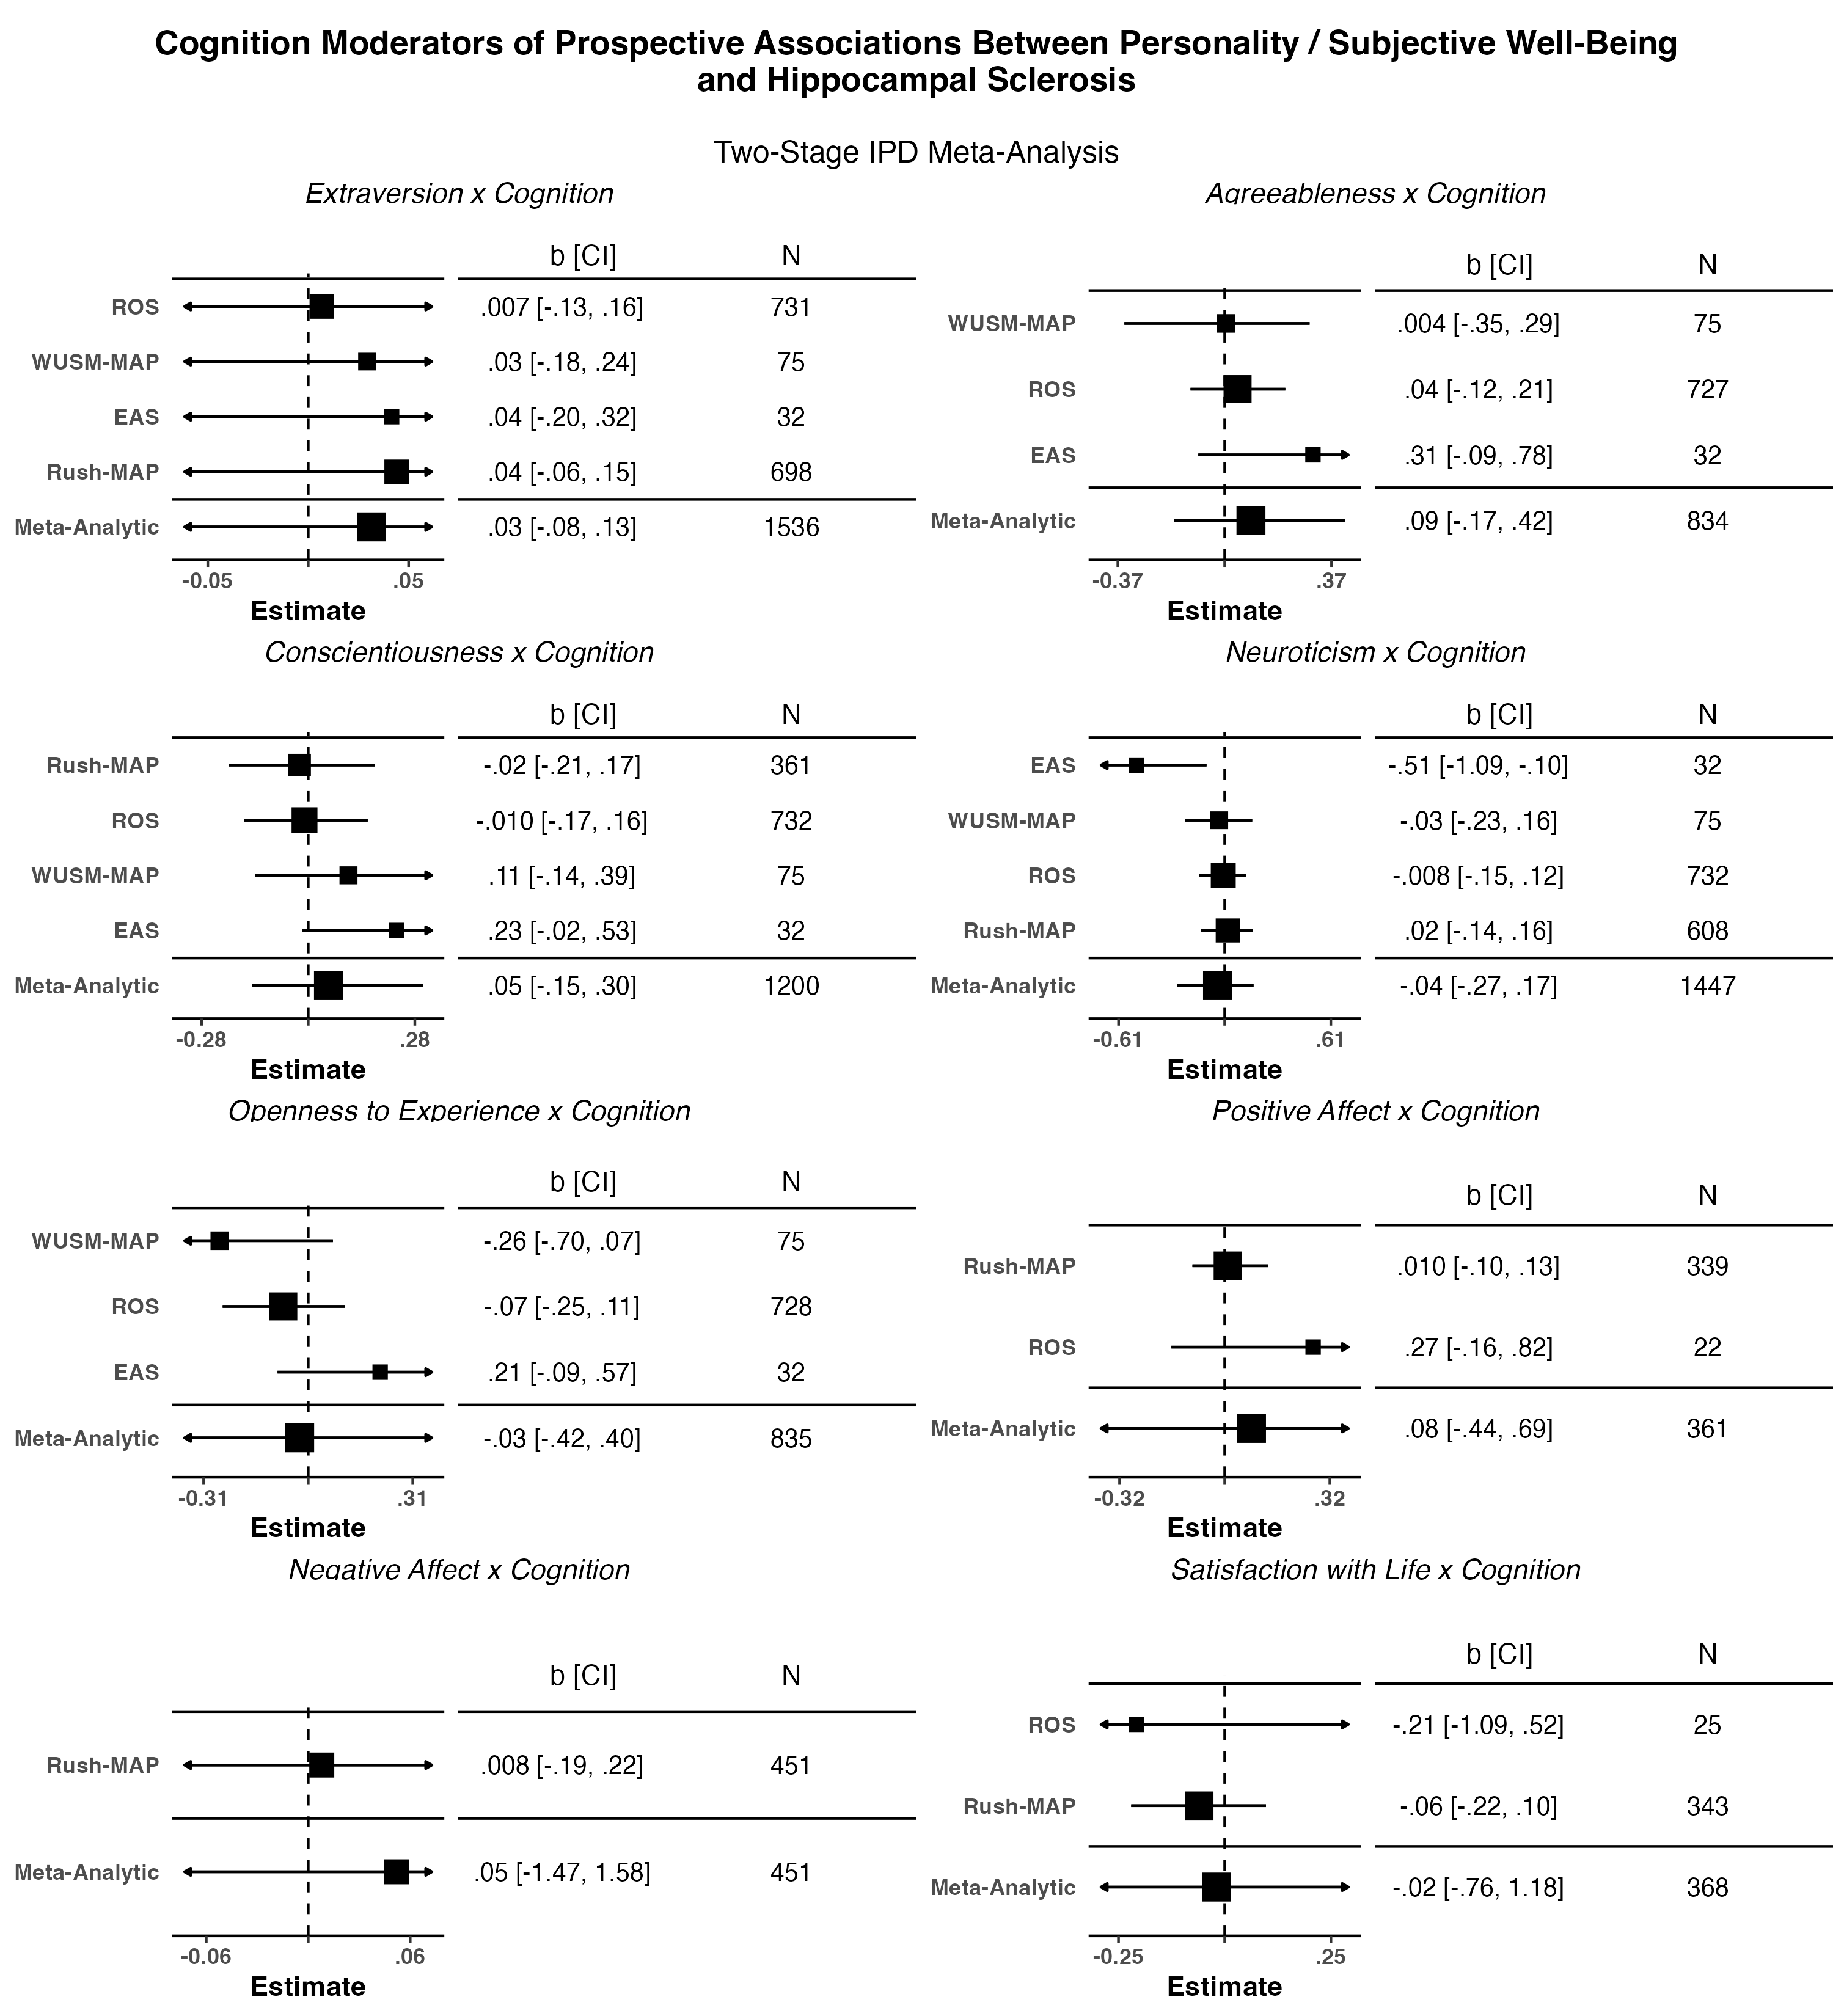 Cognition Moderators of Prospective Associations Between Personality / Subjective Well-Being
and Hippocampal Sclerosis
Two-Stage IPD Meta-Analysis
Extraversion x Cognition
b [CI] N
ROS .007 [-.13, .16] 731
WUSM-MAP .03 [-.18, .24] 75
EAS .04 [-.20, .32] 32
Rush-MAP .04 [-.06, .15] 698
Meta-Analytic .03 [-.08, .13] 1536
-0.05 .05
Estimate
Agreeableness x Cognition
b [CI] N
WUSM-MAP .004 [-.35, .29] 75
ROS .04 [-.12, .21] 727
EAS .31 [-.09, .78] 32
Meta-Analytic .09 [-.17, .42] 834
-0.37 .37
Estimate
Conscientiousness x Cognition
b [CI] N
Rush-MAP -.02 [-.21, .17] 361
ROS -.010 [-.17, .16] 732
WUSM-MAP .11 [-.14, .39] 75
EAS .23 [-.02, .53] 32
Meta-Analytic .05 [-.15, .30] 1200
-0.28 .28
Estimate
Neuroticism x Cognition
b [CI] N
EAS -.51 [-1.09, -.10] 32
WUSM-MAP -.03 [-.23, .16] 75
ROS -.008 [-.15, .12] 732
Rush-MAP .02 [-.14, .16] 608
Meta-Analytic -.04 [-.27, .17] 1447
-0.61 .61
Estimate
Openness to Experience x Cognition
b [CI] N
WUSM-MAP -.26 [-.70, .07] 75
ROS -.07 [-.25, .11] 728
EAS .21 [-.09, .57] 32
Meta-Analytic -.03 [-.42, .40] 835
-0.31 .31
Estimate
Positive Affect x Cognition
b [CI] N
Rush-MAP .010 [-.10, .13] 339
ROS .27 [-.16, .82] 22
Meta-Analytic .08 [-.44, .69] 361
-0.32 .32
Estimate
Negative Affect x Cognition
b [CI] N
Rush-MAP .008 [-.19, .22] 451
Meta-Analytic .05 [-1.47, 1.58] 451
-0.06 .06
Estimate
Satisfaction with Life x Cognition
b [CI] N
ROS -.21 [-1.09, .52] 25
Rush-MAP -.06 [-.22, .10] 343
Meta-Analytic -.02 [-.76, 1.18] 368
-0.25 .25
Estimate